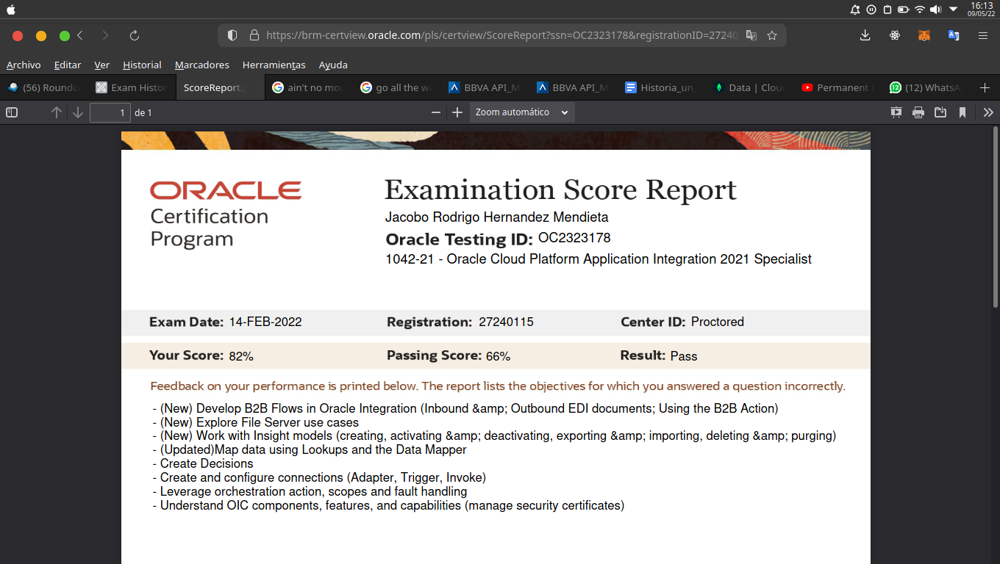 16:13
09/05/22
https://brm-certview.oracle.com/pls/certview/ScoreReport?ssn=OC2323178&registrationID=27240
Archivo Editar Ver Historial Marcadores Herramientas Ayuda
(56) Roundc Exam Histor ScoreReport. ain't no mou go all the wa BBVA API_M BBVA API_M Historia_un_ Data | Clou Permanent 12 (12) WhatsA
1 de 1 Zoom automático
ORACLE
Certification
Program
Examination Score Report
Jacobo Rodrigo Hernandez Mendieta
Oracle Testing ID: OC2323178
1042-21 - Oracle Cloud Platform Application Integration 2021 Specialist
Exam Date: 14-FEB-2022 Registration: 27240115 Center ID: Proctored
Your Score: 82% Passing Score: 66% Result: Pass
Feedback on your performance is printed below. The report lists the objectives for which you answered a question incorrectly.
- (New) Develop B2B Flows in Oracle Integration (Inbound &amp; Outbound EDI documents; Using the B2B Action)
- (New) Explore File Server use cases
- (New) Work with Insight models (creating, activating &amp; deactivating, exporting &amp; importing, deleting &amp; purging)
- (Updated)Map data using Lookups and the Data Mapper
- Create Decisions
- Create and configure connections (Adapter, Trigger, Invoke)
- Leverage orchestration action, scopes and fault handling
- Understand OIC components, features, and capabilities (manage security certificates)